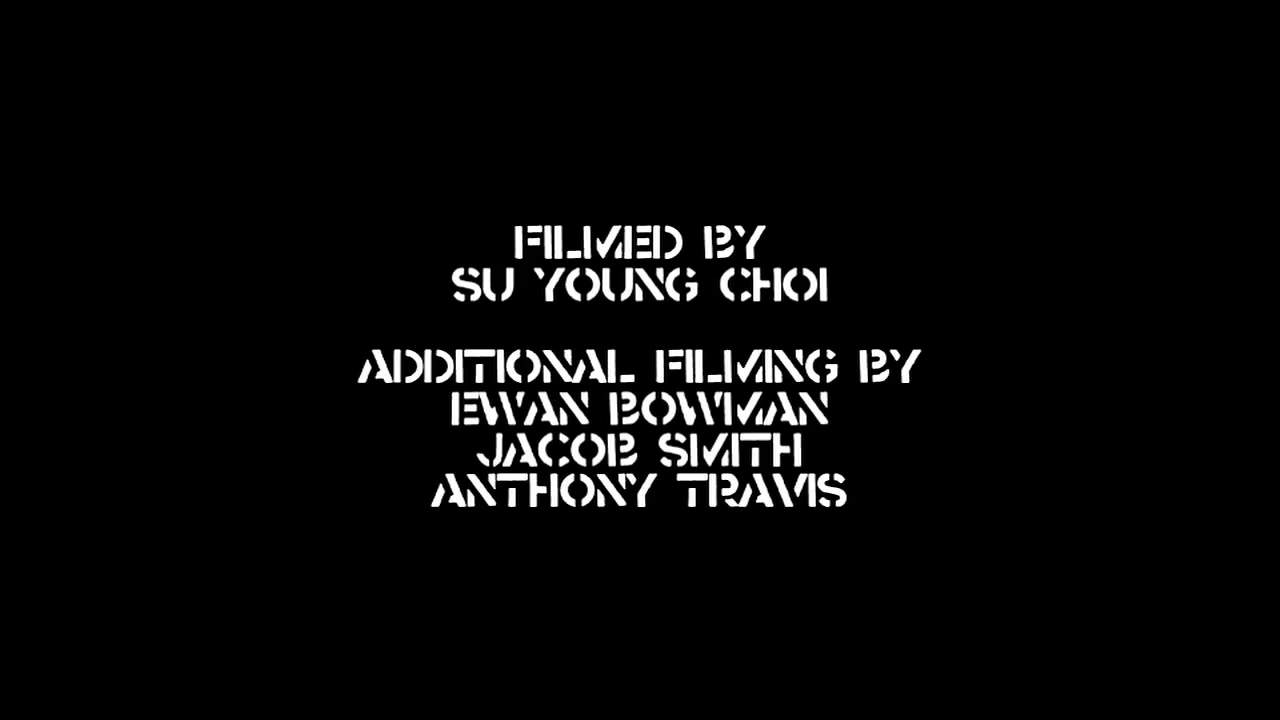 FILMED BY
SU YOUNG CHOI
ADDITIONAL FILMING BY
EWAN BOWMAN
JACOB SMITH
ANTHONY TRAVIS